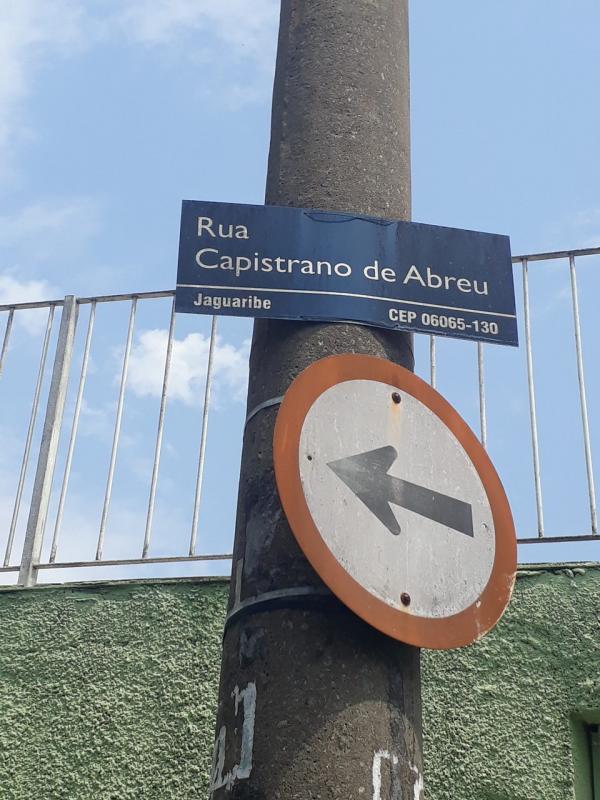 Rua
Capistrano de Abreu
Jaguaribe CEP 06065-130